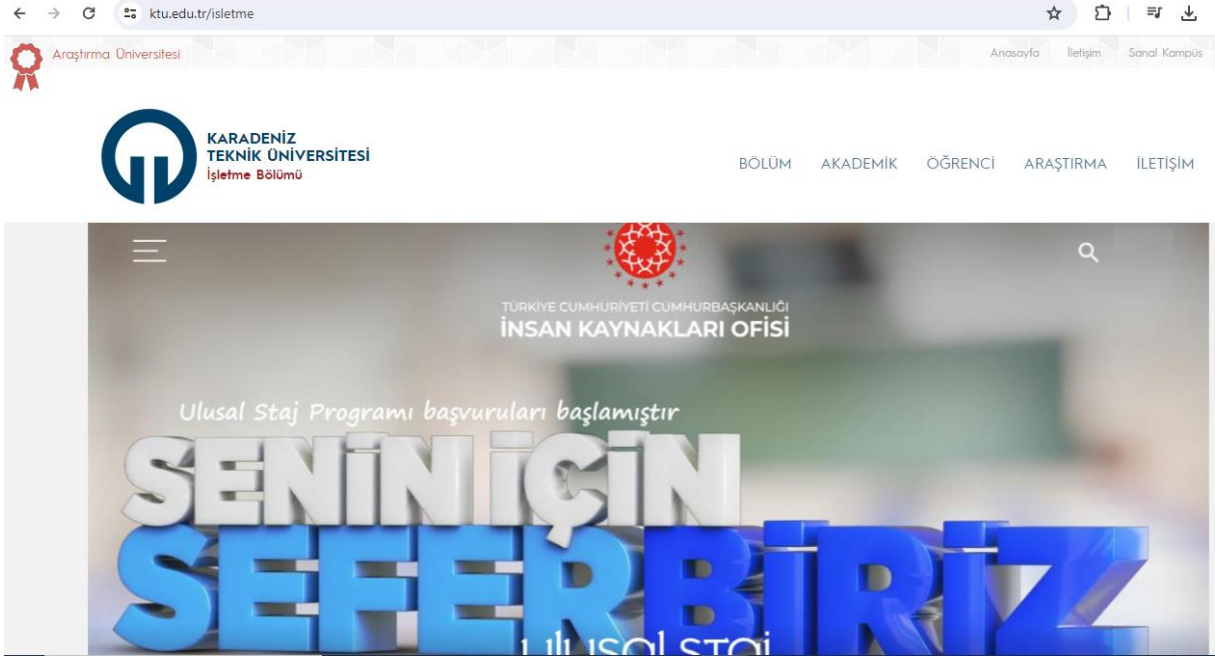 ktu.edu.tr/isletme
Araştırma Üniversitesi
Anasayfa İletişim Sanal Kampüs
KARADENİZ
TEKNİK ÜNİVERSİTESİ
İşletme Bölümü
BÖLÜM AKADEMİK ÖĞRENCİ ARAŞTIRMA İLETİŞİM
TÜRKİYE CUMHURİYETİ CUMHURBAŞKANLIĞI
İNSAN KAYNAKLARI OFİSİ
Ulusal Staj Programı başvuruları başlamıştır
SENİN İÇİN
SEFERBİRİZ
ulusal staj